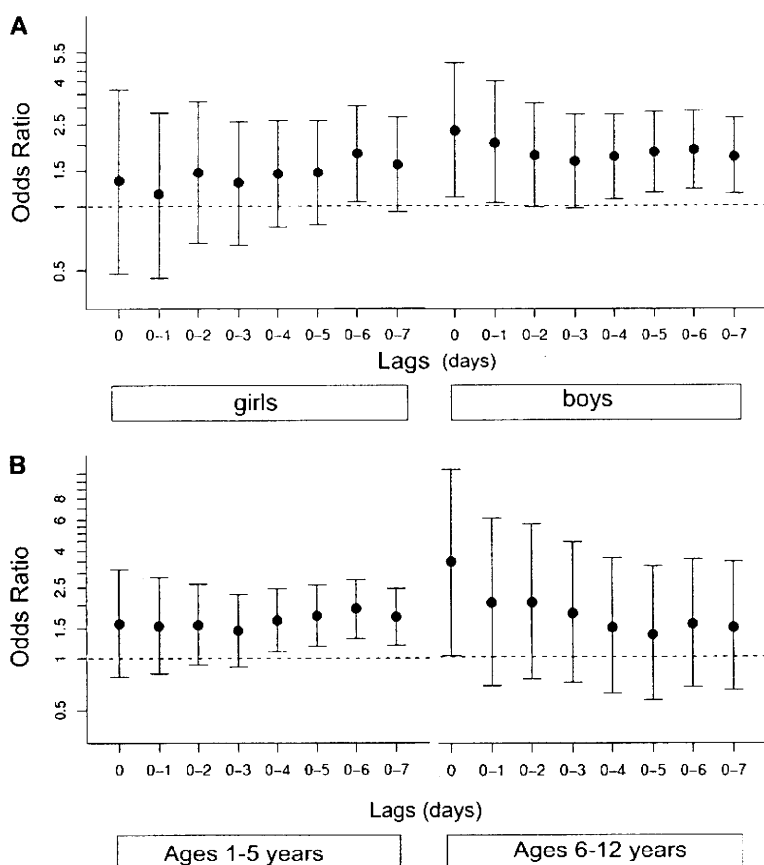 A
Odds Ratio
5.5
4
2.5
1.5
1
0.5
0 0–1 0–2 0–3 0–4 0–5 0–6 0–7 0 0–1 0–2 0–3 0–4 0–5 0–6 0–7
Lags (days)
girls boys
B
Odds Ratio
8
6
4
2.5
1.5
1
0.5
0 0–1 0–2 0–3 0–4 0–5 0–6 0–7 0 0–1 0–2 0–3 0–4 0–5 0–6 0–7
Lags (days)
Ages 1-5 years Ages 6-12 years